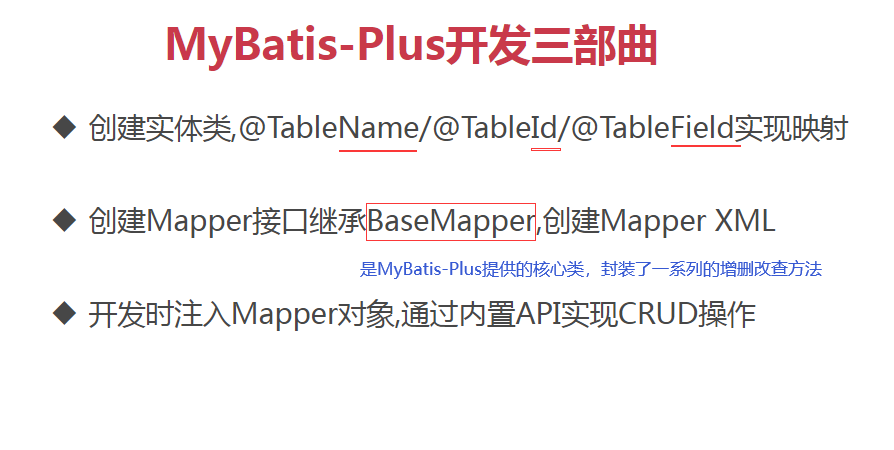 MyBatis-Plus开发三部曲
◆ 创建实体类,@TableName/@TableId/@TableField实现映射
◆ 创建Mapper接口继承BaseMapper,创建Mapper XML
是MyBatis-Plus提供的核心类，封装了一系列的增删改查方法
◆ 开发时注入Mapper对象,通过内置API实现CRUD操作